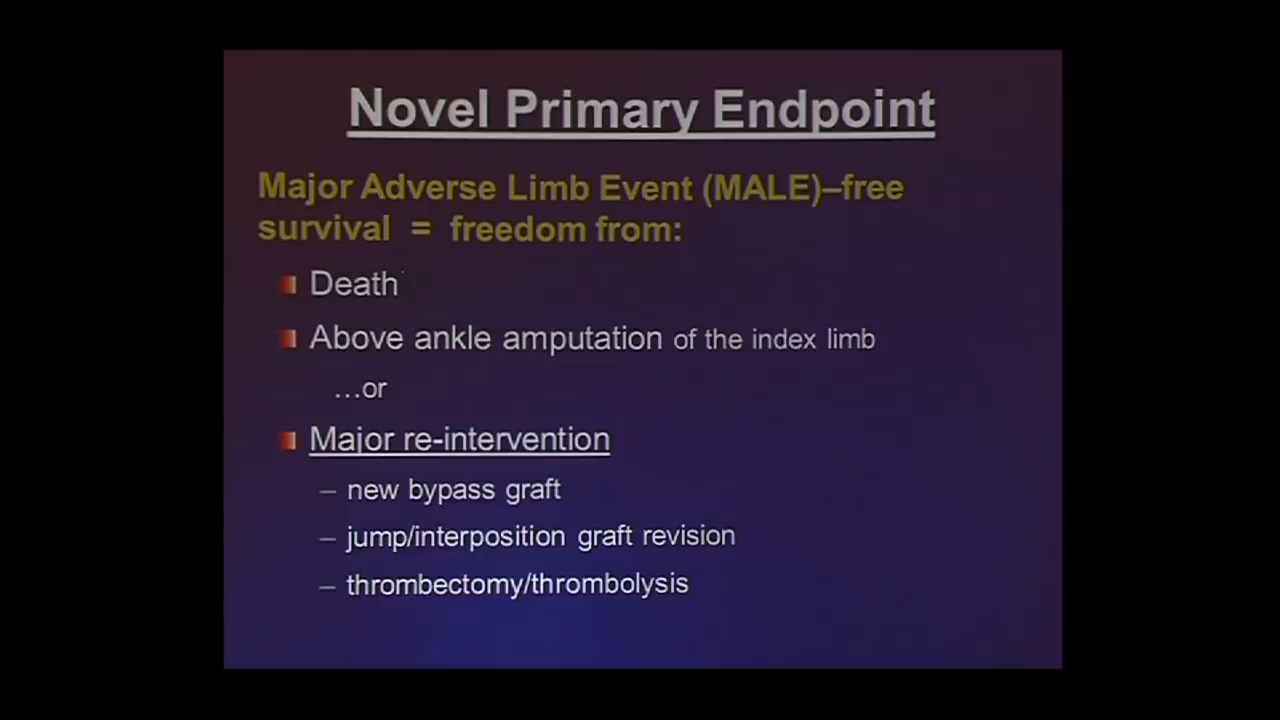 Novel Primary Endpoint
Major Adverse Limb Event (MALE)–free
survival = freedom from:
Death
Above ankle amputation of the index limb
…or
Major re-intervention
– new bypass graft
– jump/interposition graft revision
– thrombectomy/thrombolysis